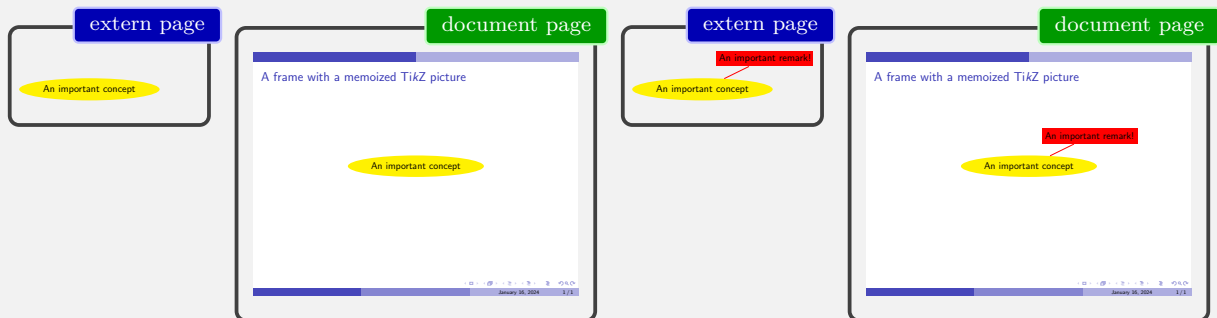 extern page
An important concept
document page
A frame with a memoized TikZ picture
An important concept
January 16, 2024 1 / 1
extern page
An important remark!
An important concept
document page
A frame with a memoized TikZ picture
An important remark!
An important concept
January 16, 2024 1 / 1